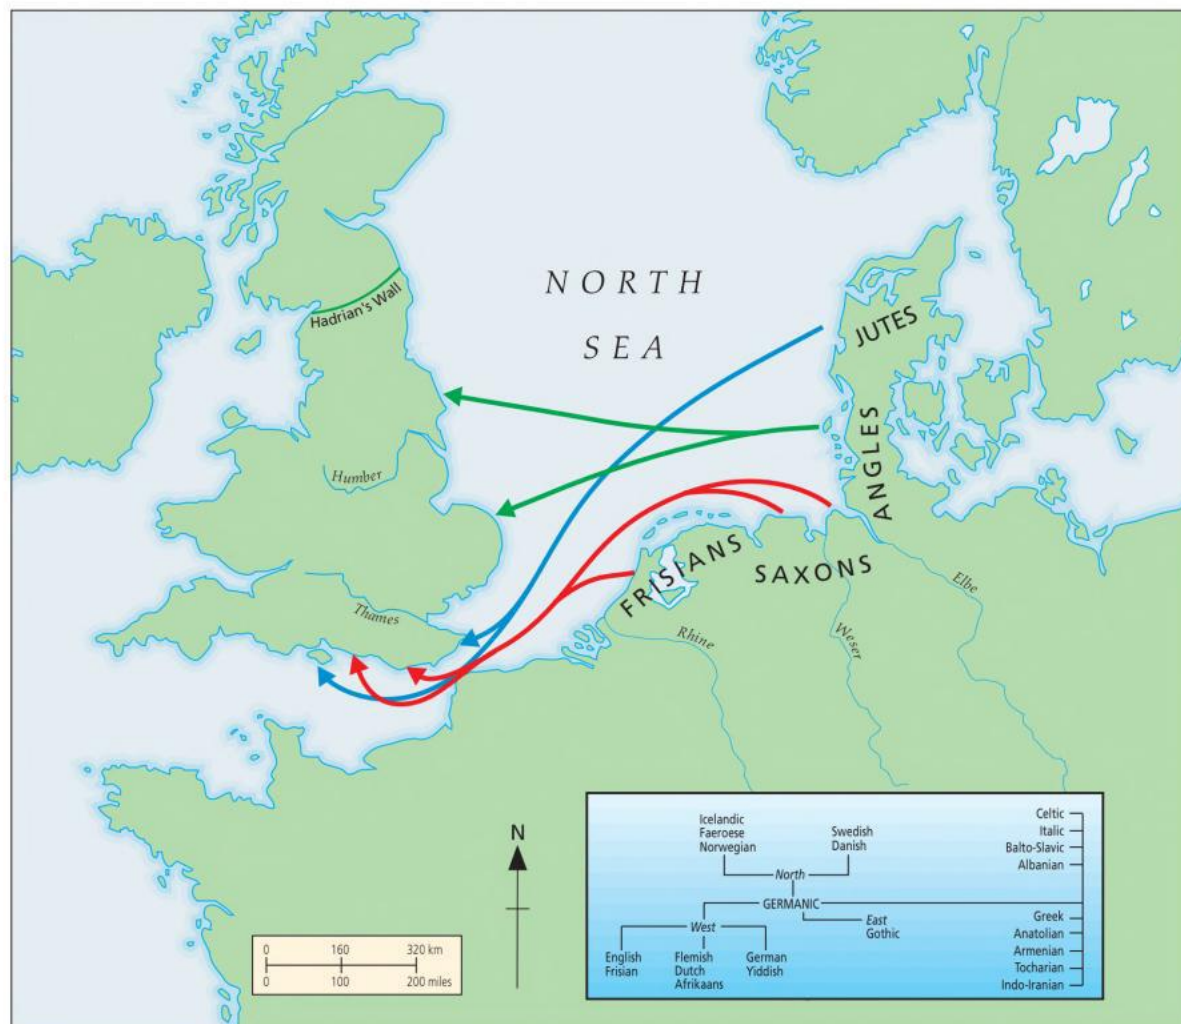 Hadrian's Wall
NORTH
SEA
JUTES
ANGLES
Humber
FRISIANS
SAXONS
Elbe
Thames
Rhine
Weser
N
0 160 320 km
0 100 200 miles
Icelandic
Faeroese
Norwegian
Swedish
Danish
North
GERMANIC
West
East
Gothic
English
Frisian
Flemish
Dutch
Afrikaans
German
Yiddish
Celtic
Italic
Balto-Slavic
Albanian
Greek
Anatolian
Armenian
Tocharian
Indo-Iranian